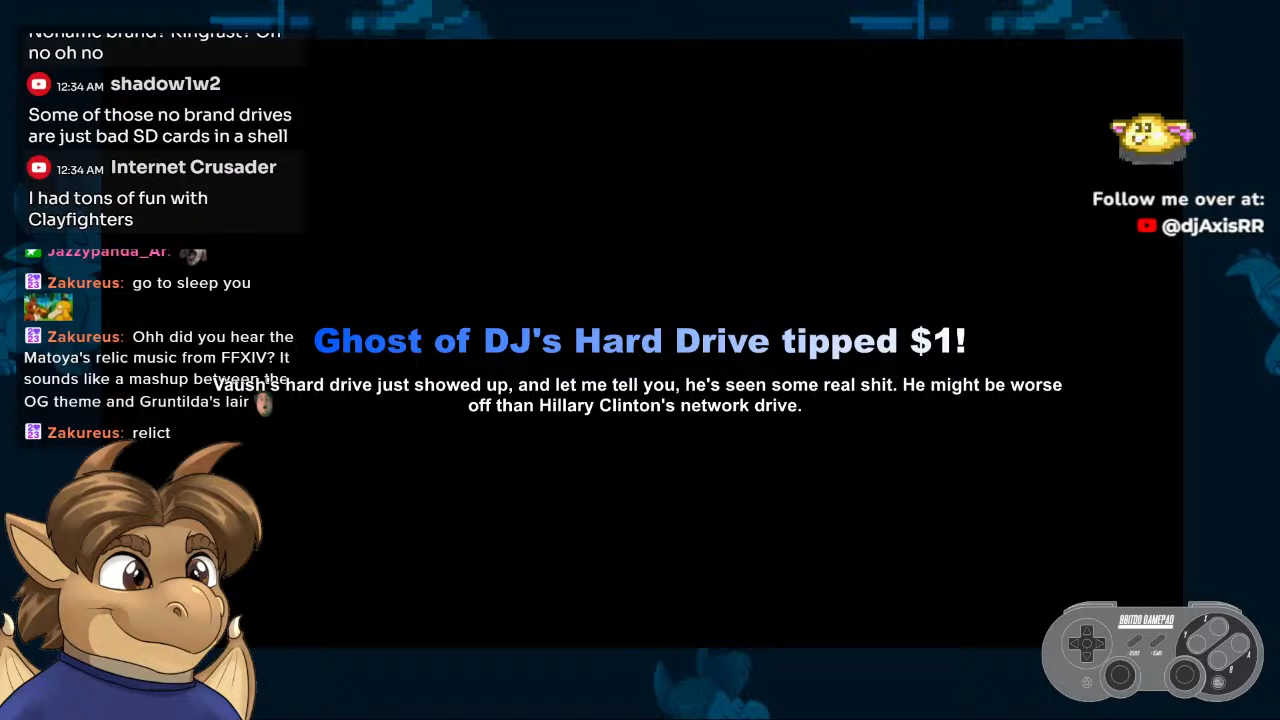 Noname brand? Kingfast? Oh
no oh no
12:34 AM shadow1w2
Some of those no brand drives
are just bad SD cards in a shell
12:34 AM Internet Crusader
I had tons of fun with
Clayfighters
Jazzypanda_Ar:
Zakureus: go to sleep you
Zakureus: Ohh did you hear the
Matoya's relic music from FFXIV? It
sounds like a mashup between the
OG theme and Gruntilda's lair
Zakureus: relict
Ghost of DJ's Hard Drive tipped $1!
Vaush's hard drive just showed up, and let me tell you, he's seen some real shit. He might be worse
off than Hillary Clinton's network drive.
Follow me over at:
@djAxisRR
8BITDO GAMEPAD